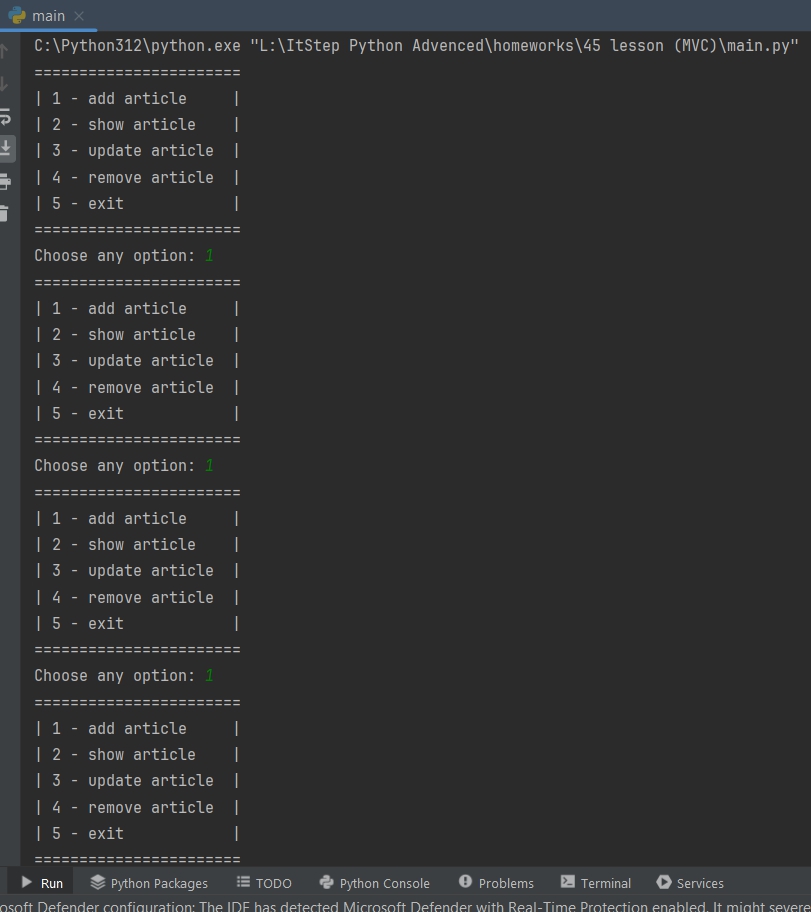 main
C:\Python312\python.exe "L:\ItStep Python Advenced\homeworks\45 lesson (MVC)\main.py"
=======================
| 1 - add article     |
| 2 - show article    |
| 3 - update article  |
| 4 - remove article  |
| 5 - exit            |
=======================
Choose any option: 1
=======================
| 1 - add article     |
| 2 - show article    |
| 3 - update article  |
| 4 - remove article  |
| 5 - exit            |
=======================
Choose any option: 1
=======================
| 1 - add article     |
| 2 - show article    |
| 3 - update article  |
| 4 - remove article  |
| 5 - exit            |
=======================
Choose any option: 1
=======================
| 1 - add article     |
| 2 - show article    |
| 3 - update article  |
| 4 - remove article  |
| 5 - exit            |
=======================
Run Python Packages TODO Python Console Problems Terminal Services
osoft Defender configuration: The IDE has detected Microsoft Defender with Real-Time Protection enabled. It might severe